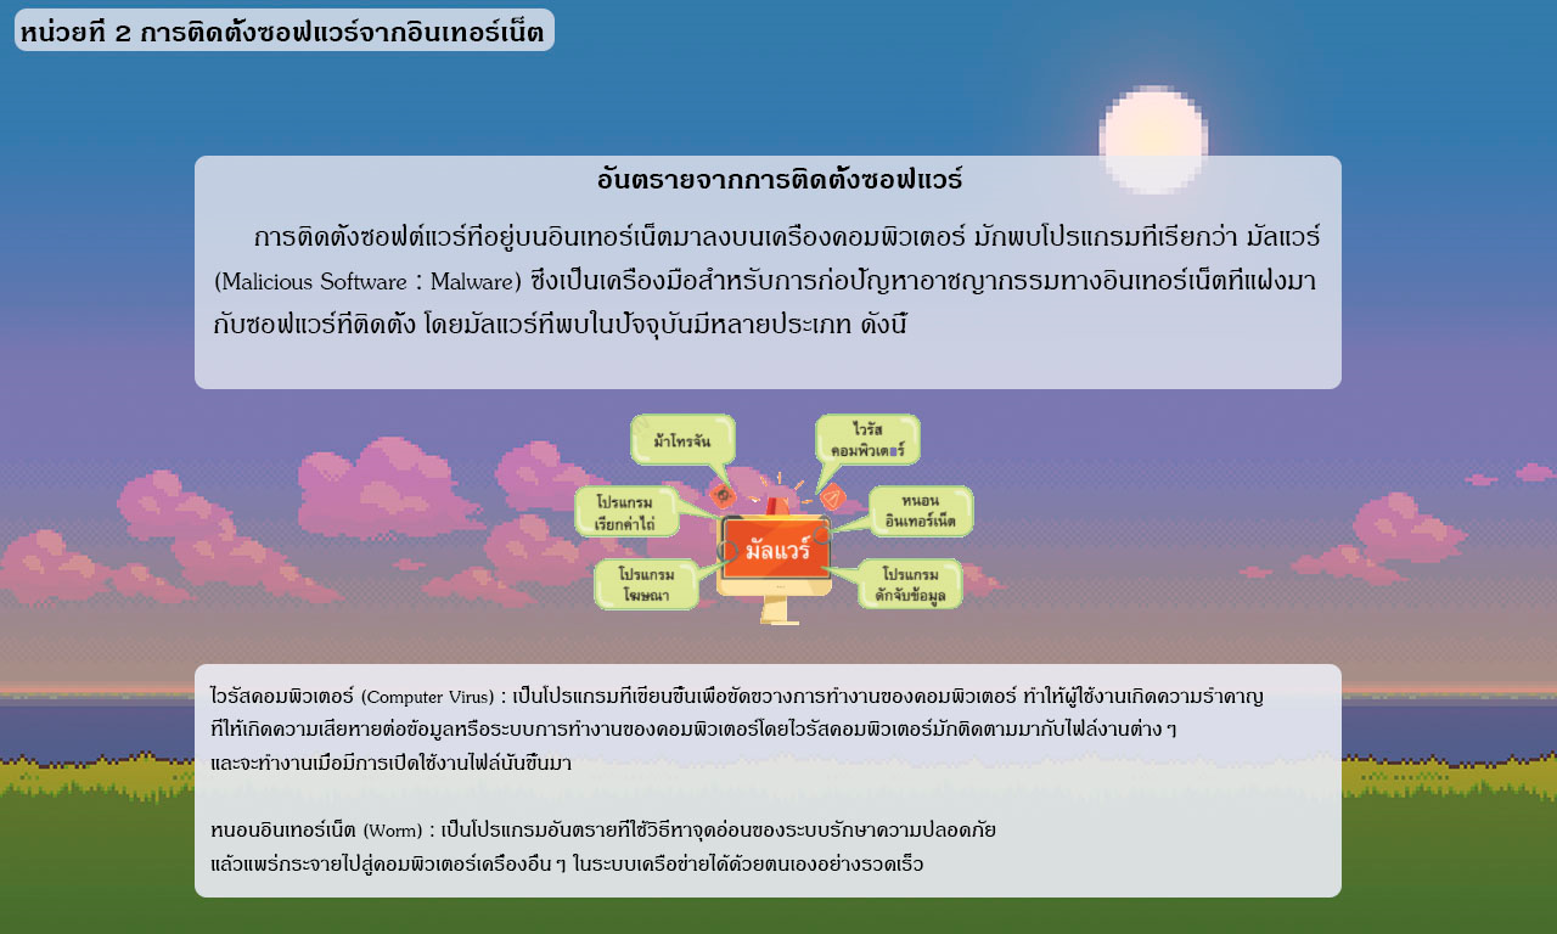 หน่วยที่ 2 การติดตั้งซอฟแวร์จากอินเทอร์เน็ต
อันตรายจากการติดตั้งซอฟแวร์
การติดตั้งซอฟต์แวร์ที่อยู่บนอินเทอร์เน็ตมาลงบนเครื่องคอมพิวเตอร์ มักพบโปรแกรมที่เรียกว่า มัลแวร์
(Malicious Software : Malware) ซึ่งเป็นเครื่องมือสำหรับการก่อปัญหาอาชญากรรมทางอินเทอร์เน็ตที่แฝงมา
กับซอฟแวร์ที่ติดตั้ง โดยมัลแวร์ที่พบในปัจจุบันมีหลายประเภท ดังนี้
ม้าโทรจัน
ไวรัส
คอมพิวเตอร์
โปรแกรม
เรียกค่าไถ่
หนอน
อินเทอร์เน็ต
มัลแวร์
โปรแกรม
โฆษณา
โปรแกรม
ดักจับข้อมูล
ไวรัสคอมพิวเตอร์ (Computer Virus) : เป็นโปรแกรมที่เขียนขึ้นเพื่อขัดขวางการทำงานของคอมพิวเตอร์ ทำให้ผู้ใช้งานเกิดความรำคาญ
ที่ให้เกิดความเสียหายต่อข้อมูลหรือระบบการทำงานของคอมพิวเตอร์โดยไวรัสคอมพิวเตอร์มักติดตามมากับไฟล์งานต่าง ๆ
และจะทำงานเมื่อมีการเปิดใช้งานไฟล์นั้นขึ้นมา
หนอนอินเทอร์เน็ต (Worm) : เป็นโปรแกรมอันตรายที่ใช้วิธีหาจุดอ่อนของระบบรักษาความปลอดภัย
แล้วแพร่กระจายไปสู่คอมพิวเตอร์เครื่องอื่น ๆ ในระบบเครือข่ายได้ด้วยตนเองอย่างรวดเร็ว